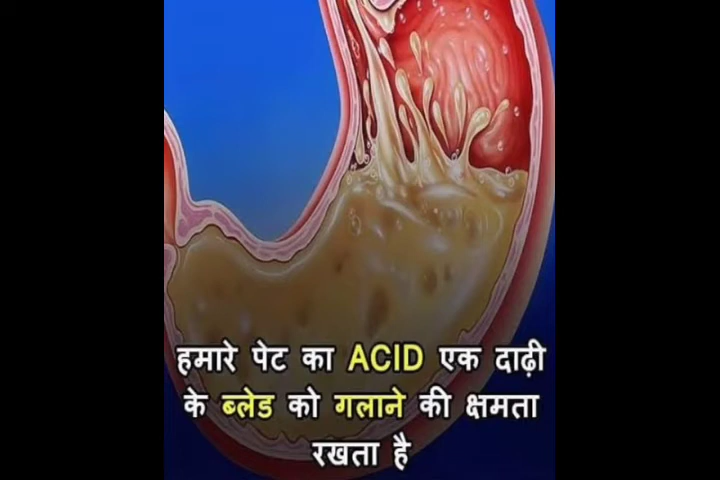 हमारे पेट का ACID एक दाढ़ी
के ब्लेड को गलाने की क्षमता
रखता है